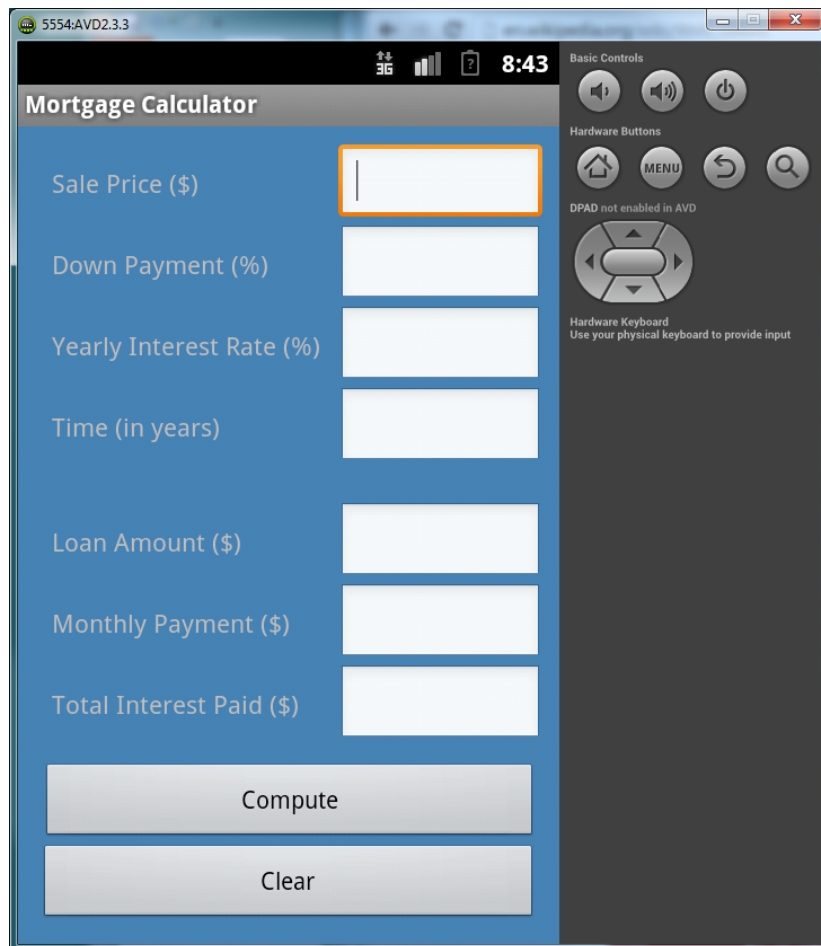 5554:AVD2.3.3
3G ? 8:43
Mortgage Calculator
Sale Price ($)
Down Payment (%)
Yearly Interest Rate (%)
Time (in years)
Loan Amount ($)
Monthly Payment ($)
Total Interest Paid ($)
Compute
Clear
Basic Controls
Hardware Buttons
MENU
DPAD not enabled in AVD
Hardware Keyboard
Use your physical keyboard to provide input